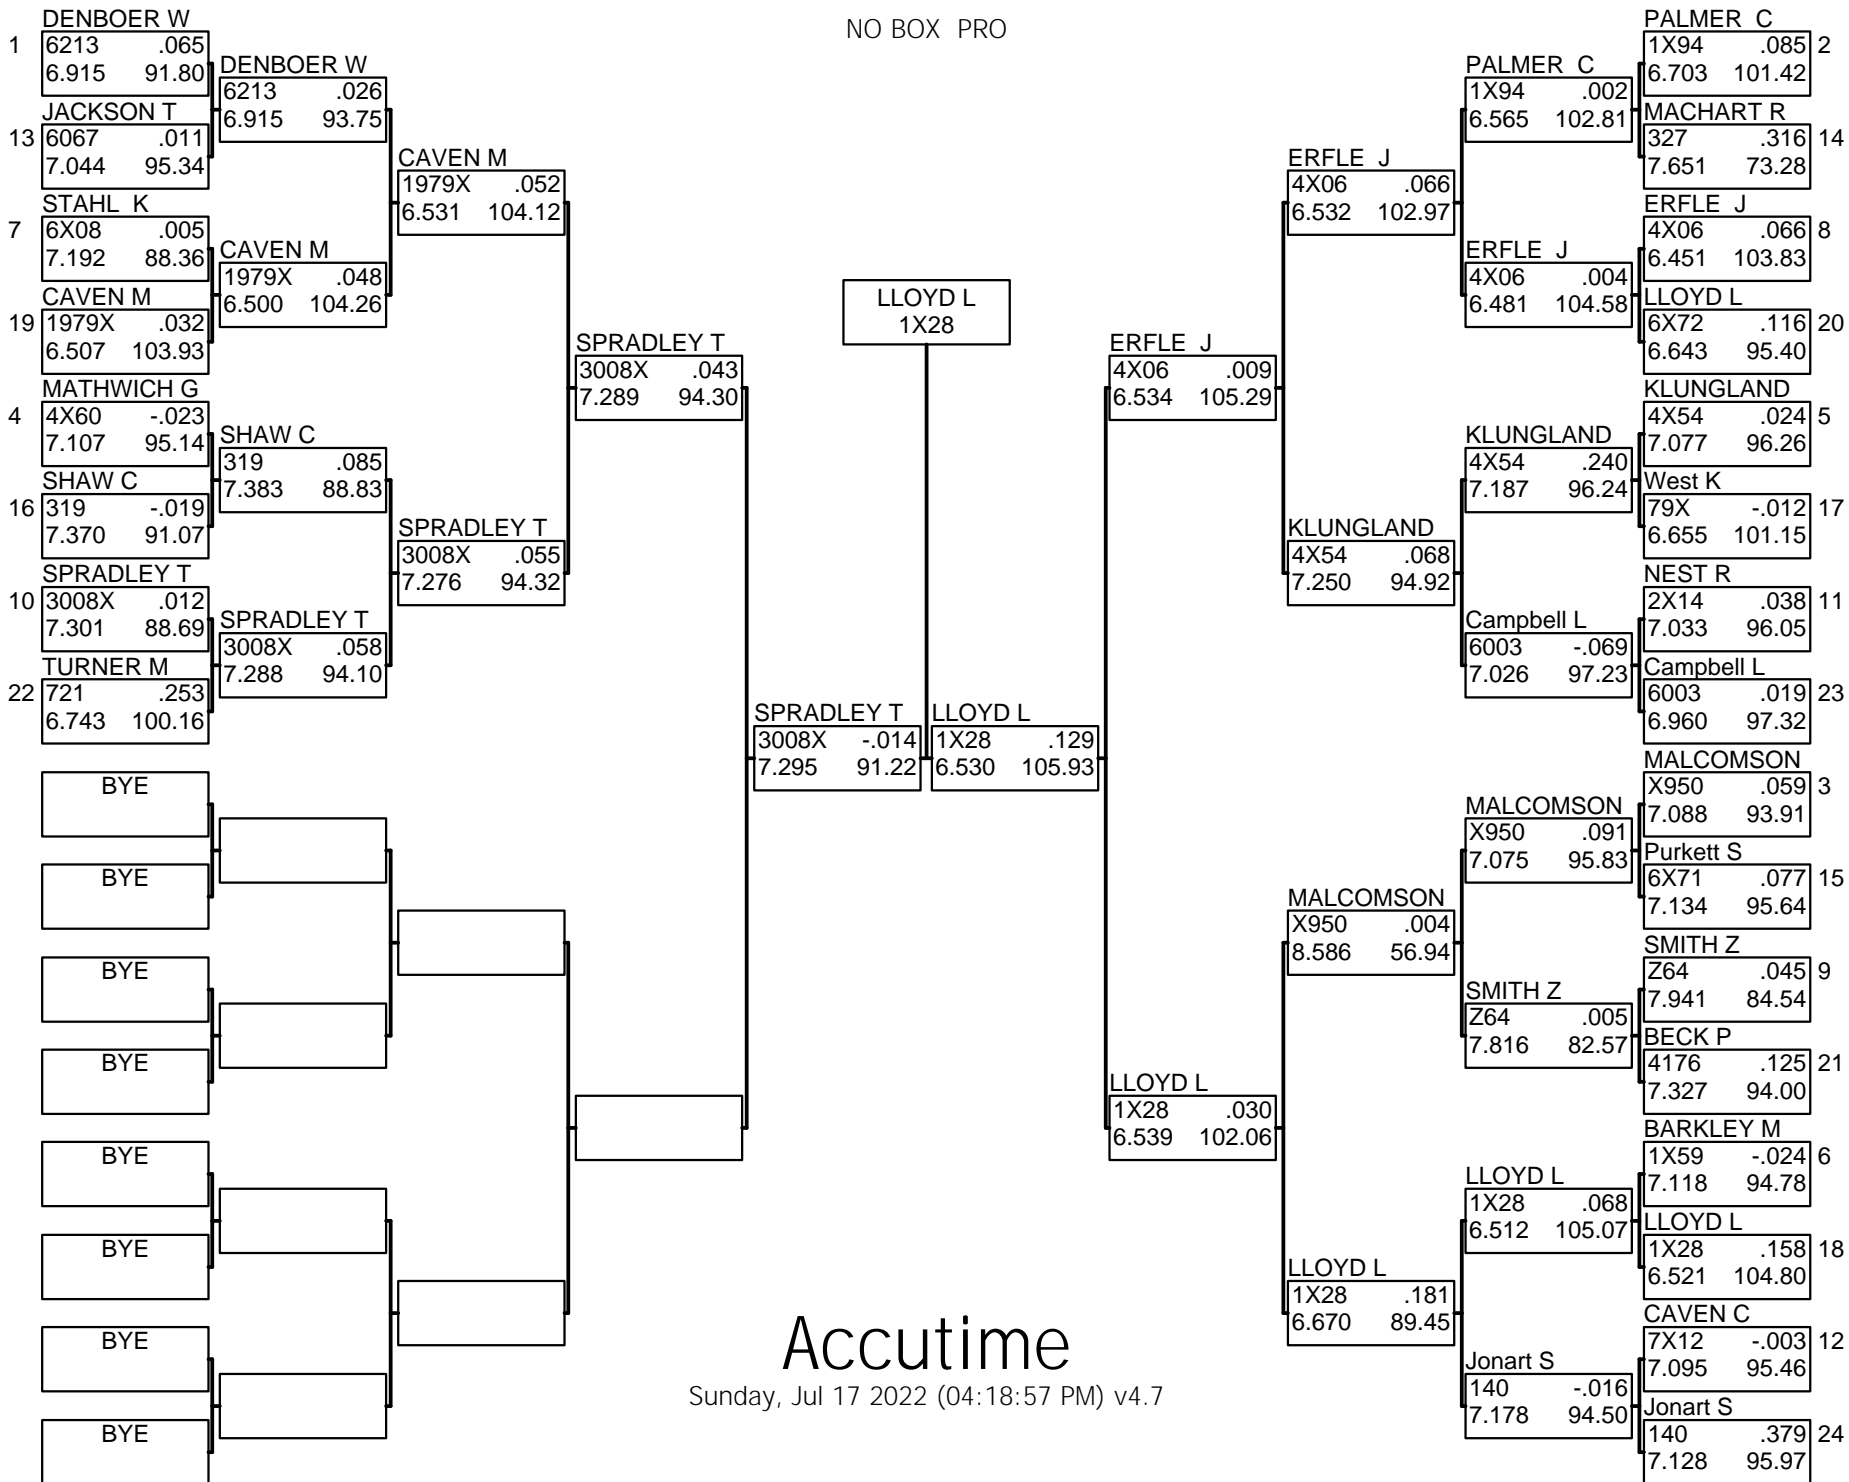 NO BOX PRO
DENBOER W
1 6213 .065
6.915 91.80
JACKSON T
13 6067 .011
7.044 95.34
STAHL K
7 6X08 .005
7.192 88.36
CAVEN M
19 1979X .032
6.507 103.93
MATHWICH G
4 4X60 -.023
7.107 95.14
SHAW C
16 319 -.019
7.370 91.07
SPRADLEY T
10 3008X .012
7.301 88.69
TURNER M
22 721 .253
6.743 100.16
BYE
BYE
BYE
BYE
BYE
BYE
BYE
BYE
DENBOER W
6213 .026
6.915 93.75
CAVEN M
1979X .048
6.500 104.26
SHAW C
319 .085
7.383 88.83
SPRADLEY T
3008X .058
7.288 94.10
CAVEN M
1979X .052
6.531 104.12
SPRADLEY T
3008X .055
7.276 94.32
SPRADLEY T
3008X .043
7.289 94.30
SPRADLEY T
3008X -.014
7.295 91.22
LLOYD L
1X28
LLOYD L
1X28 .129
6.530 105.93
ERFLE J
4X06 .009
6.534 105.29
LLOYD L
1X28 .030
6.539 102.06
ERFLE J
4X06 .066
6.532 102.97
KLUNGLAND
4X54 .068
7.250 94.92
MALCOMSON
X950 .004
8.586 56.94
LLOYD L
1X28 .181
6.670 89.45
PALMER C
1X94 .002
6.565 102.81
ERFLE J
4X06 .004
6.481 104.58
KLUNGLAND
4X54 .240
7.187 96.24
Campbell L
6003 -.069
7.026 97.23
MALCOMSON
X950 .091
7.075 95.83
SMITH Z
Z64 .005
7.816 82.57
LLOYD L
1X28 .068
6.512 105.07
Jonart S
140 -.016
7.178 94.50
PALMER C
1X94 .085 2
6.703 101.42
MACHART R
327 .316 14
7.651 73.28
ERFLE J
4X06 .066 8
6.451 103.83
LLOYD L
6X72 .116 20
6.643 95.40
KLUNGLAND
4X54 .024 5
7.077 96.26
West K
79X -.012 17
6.655 101.15
NEST R
2X14 .038 11
7.033 96.05
Campbell L
6003 .019 23
6.960 97.32
MALCOMSON
X950 .059 3
7.088 93.91
Purkett S
6X71 .077 15
7.134 95.64
SMITH Z
Z64 .045 9
7.941 84.54
BECK P
4176 .125 21
7.327 94.00
BARKLEY M
1X59 -.024 6
7.118 94.78
LLOYD L
1X28 .158 18
6.521 104.80
CAVEN C
7X12 -.003 12
7.095 95.46
Jonart S
140 .379 24
7.128 95.97
Accutime
Sunday, Jul 17 2022 (04:18:57 PM) v4.7